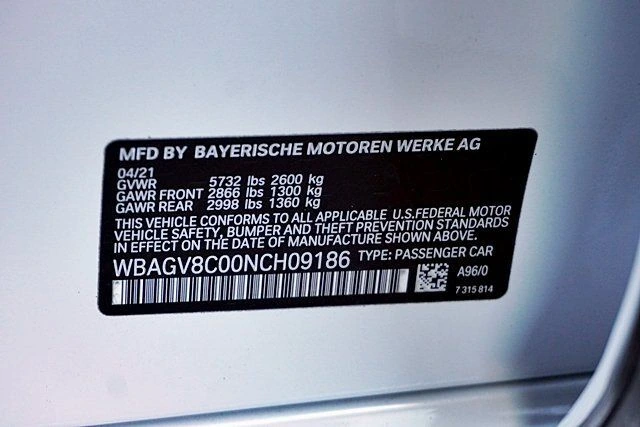 MFD BY BAYERISCHE MOTOREN WERKE AG
04/21
GVWR 5732 lbs 2600 kg
GAWR FRONT 2866 lbs 1300 kg
GAWR REAR 2998 lbs 1360 kg
THIS VEHICLE CONFORMS TO ALL APPLICABLE U.S.FEDERAL MOTOR
VEHICLE SAFETY, BUMPER AND THEFT PREVENTION STANDARDS
IN EFFECT ON DATE OF MANUFACTURE SHOWN ABOVE.
WBAGV8C00NCH09186 TYPE: PASSENGER CAR
A96/0
7 315 814